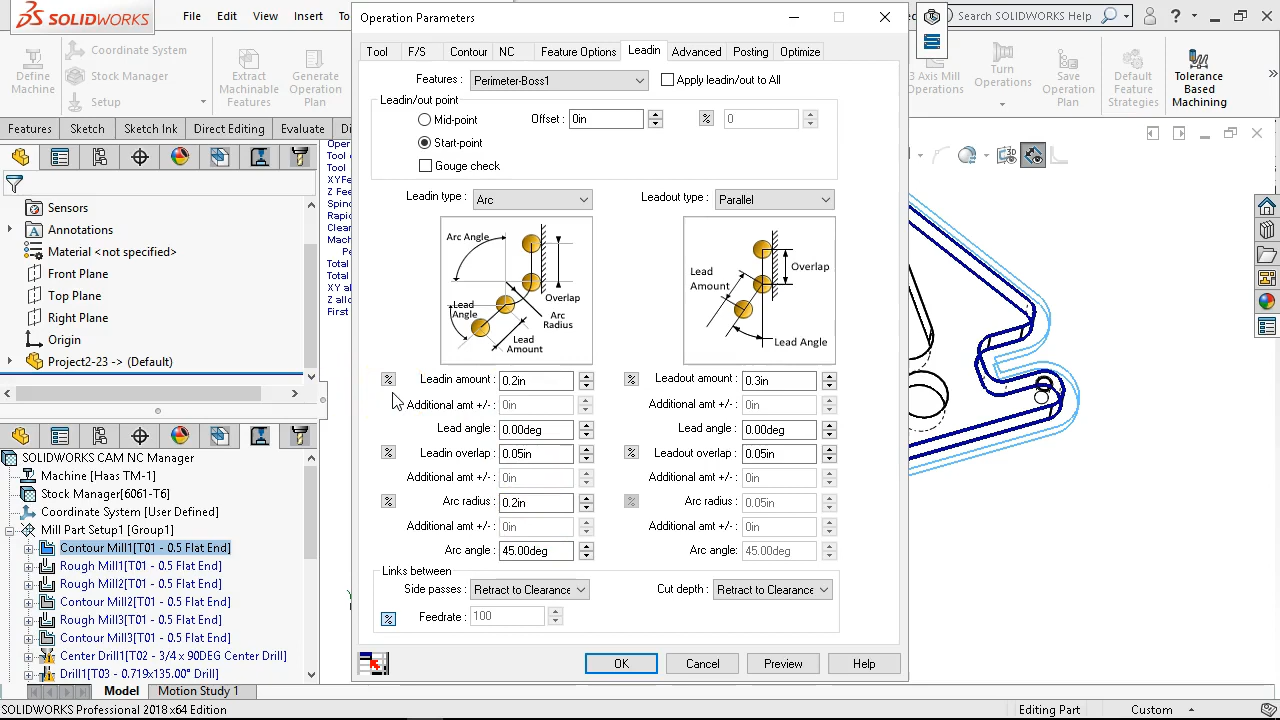 SOLIDWORKS
File Edit View Insert
Operation Parameters
Search SOLIDWORKS Help
Define Machine
Coordinate System
Stock Manager
Setup
Extract Machinable Features
Generate Operation Plan
Turn Operations
Save Operation Plan
Default Feature Strategies
Tolerance Based Machining
3 Axis Mill Operations
Features Sketch Sketch Ink Direct Editing Evaluate
Tool F/S Contour NC Feature Options Leadin Advanced Posting Optimize
Features : Perimeter-Boss1 Apply leadin/out to All
Leadin/out point
Mid-point Offset : 0in % 0
Start-point
Gouge check
Leadin type : Arc Leadout type : Parallel
Arc Angle
Overlap
Lead Angle
Arc Radius
Lead Amount
Lead Amount
Overlap
Lead Angle
% Leadin amount : 0.2in % Leadout amount : 0.3in
Additional amt +/- : 0in Additional amt +/- : 0in
Lead angle : 0.00deg Lead angle : 0.00deg
% Leadin overlap : 0.05in % Leadout overlap : 0.05in
Additional amt +/- : 0in Additional amt +/- : 0in
% Arc radius : 0.2in % Arc radius : 0.05in
Additional amt +/- : 0in Additional amt +/- : 0in
Arc angle : 45.00deg Arc angle: 45.00deg
Links between
Side passes : Retract to Clearance Cut depth : Retract to Clearance
% Feedrate : 100
OK Cancel Preview Help
Sensors
Annotations
Material <not specified>
Front Plane
Top Plane
Right Plane
Origin
Project2-23 -> (Default)
SOLIDWORKS CAM NC Manager
Machine [Haas TM-1]
Stock Manager[6061-T6]
Coordinate System [User Defined]
Mill Part Setup1 [Group1]
Contour Mill1[T01 - 0.5 Flat End]
Rough Mill1[T01 - 0.5 Flat End]
Rough Mill2[T01 - 0.5 Flat End]
Contour Mill2[T01 - 0.5 Flat End]
Rough Mill3[T01 - 0.5 Flat End]
Contour Mill3[T01 - 0.5 Flat End]
Center Drill1[T02 - 3/4 x 90DEG Center Drill]
Drill1[T03 - 0.719x135.00° Drill]
Model Motion Study 1
SOLIDWORKS Professional 2018 x64 Edition
Editing Part Custom